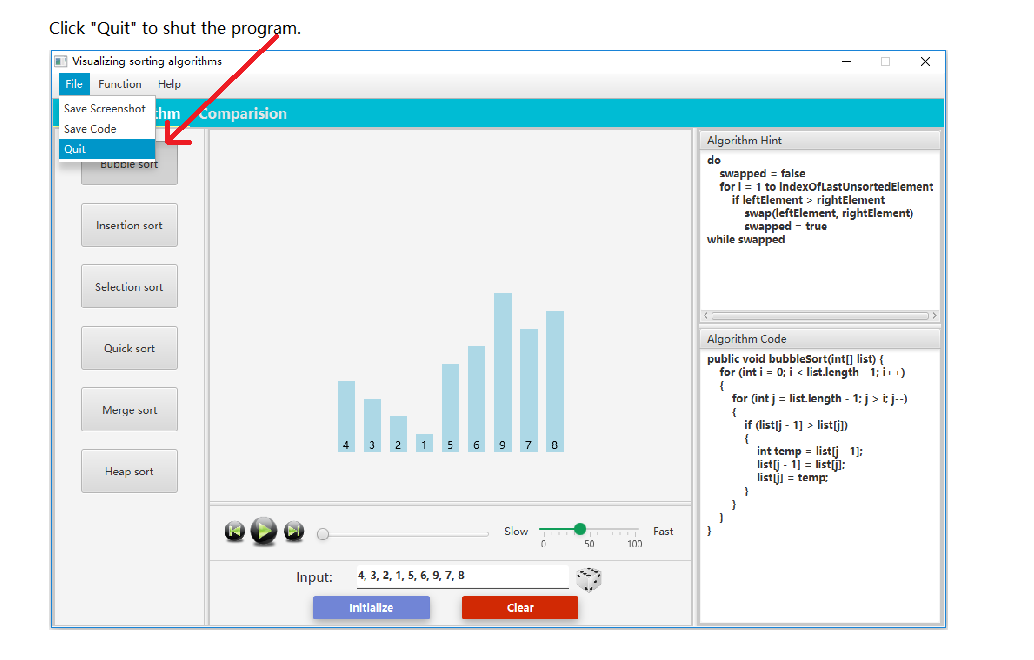 Click "Quit" to shut the program.
Visualizing sorting algorithms
File Function Help
Save Screenshot
Save Code
Quit
Comparision
Bubble sort
Insertion sort
Selection sort
Quick sort
Merge sort
Heap sort
4 3 2 1 5 6 9 7 8
Slow 0 50 100 Fast
Input: 4, 3, 2, 1, 5, 6, 9, 7, 8
Initialize Clear
Algorithm Hint
do
swapped = false
for i = 1 to indexOfLastUnsortedElement
if leftElement > rightElement
swap(leftElement, rightElement)
swapped = true
while swapped
Algorithm Code
public void bubbleSort(int[] list) {
for (int i = 0; i < list.length - 1; i++)
{
for (int j = list.length - 1; j > i; j--)
{
if (list[j - 1] > list[j])
{
int temp = list[j - 1];
list[j - 1] = list[j];
list[j] = temp;
}
}
}
}